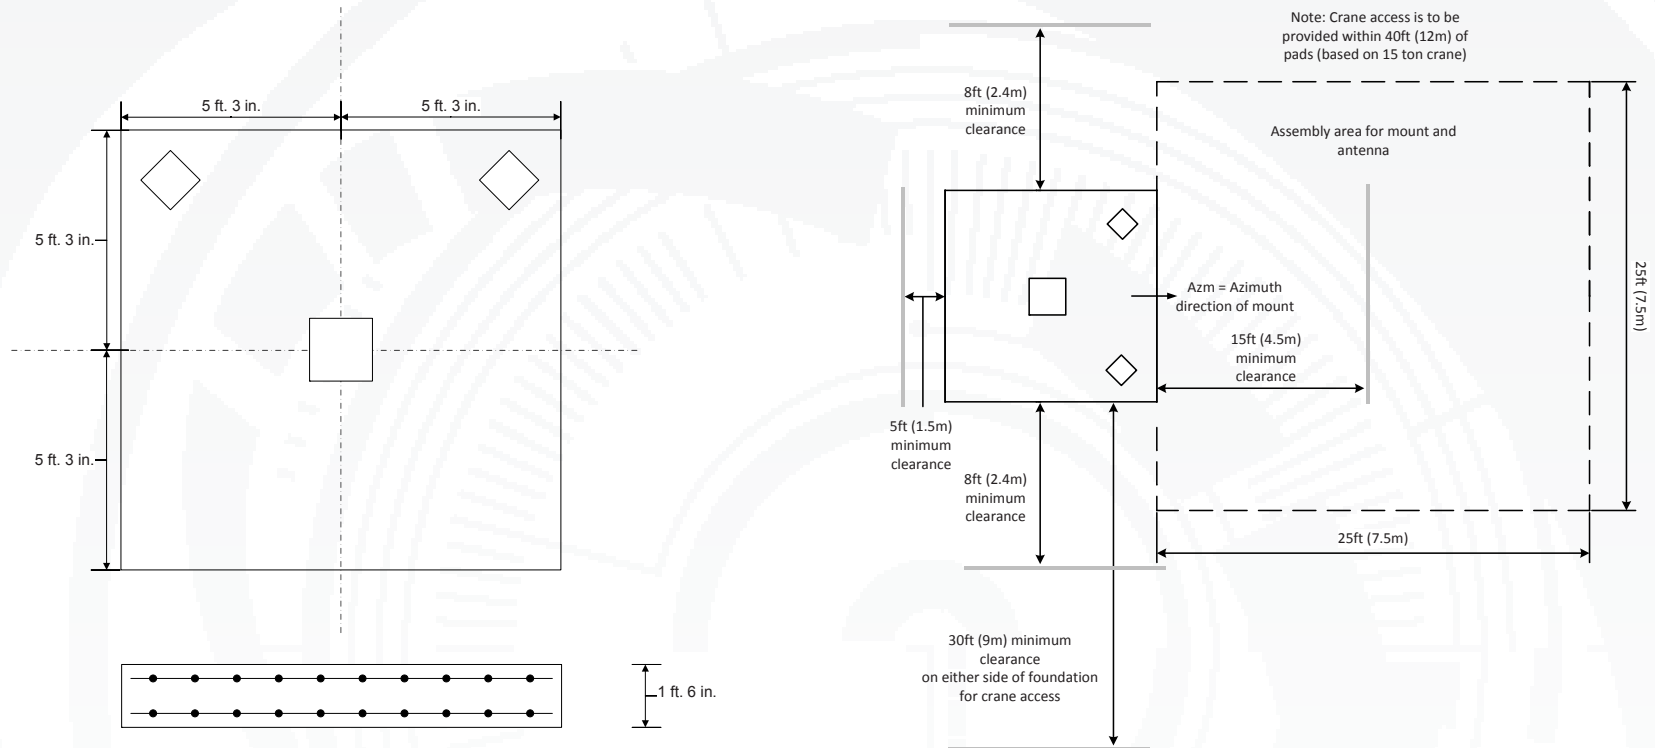 5 ft. 3 in.
5 ft. 3 in.
5 ft. 3 in.
5 ft. 3 in.
1 ft. 6 in.
Note: Crane access is to be
provided within 40ft (12m) of
pads (based on 15 ton crane)
8ft (2.4m)
minimum
clearance
Assembly area for mount and
antenna
Azm = Azimuth
direction of mount
25ft (7.5m)
15ft (4.5m)
minimum
clearance
5ft (1.5m)
minimum
clearance
8ft (2.4m)
minimum
clearance
25ft (7.5m)
30ft (9m) minimum
clearance
on either side of foundation
for crane access